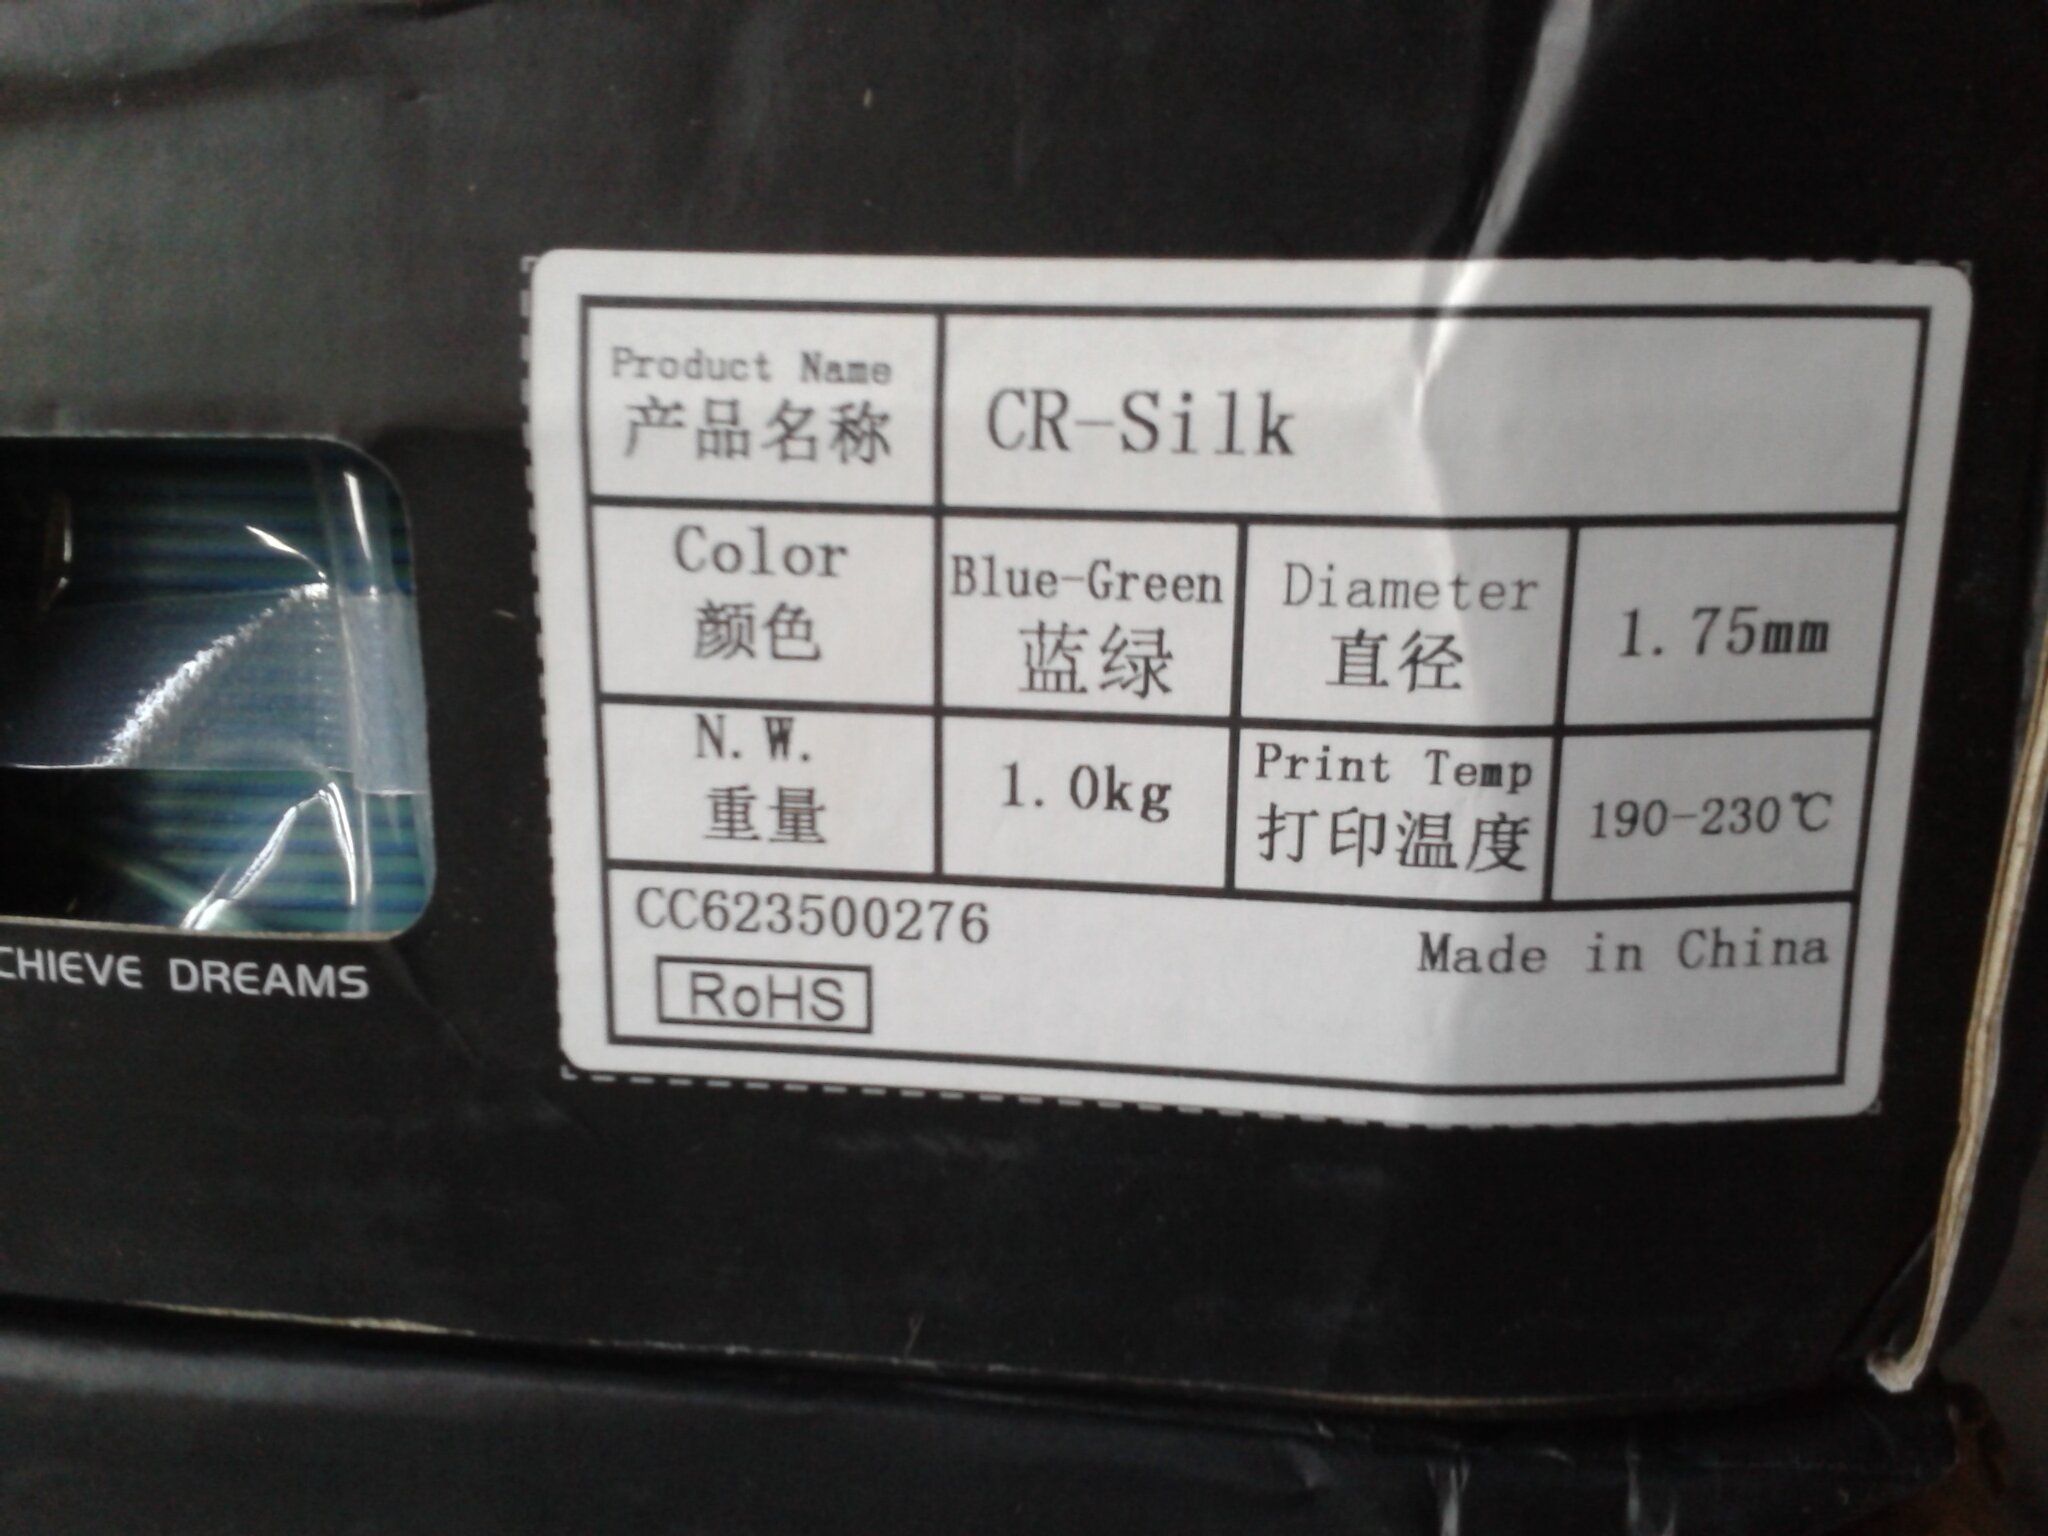 Product Name
产品名称
CR-Silk
Color
颜色
Blue-Green
蓝绿
Diameter
直径
1.75mm
N.W.
重量
1.0kg
Print Temp
打印温度
190-230℃
CC623500276
Made in China
RoHS
CHIEVE DREAMS